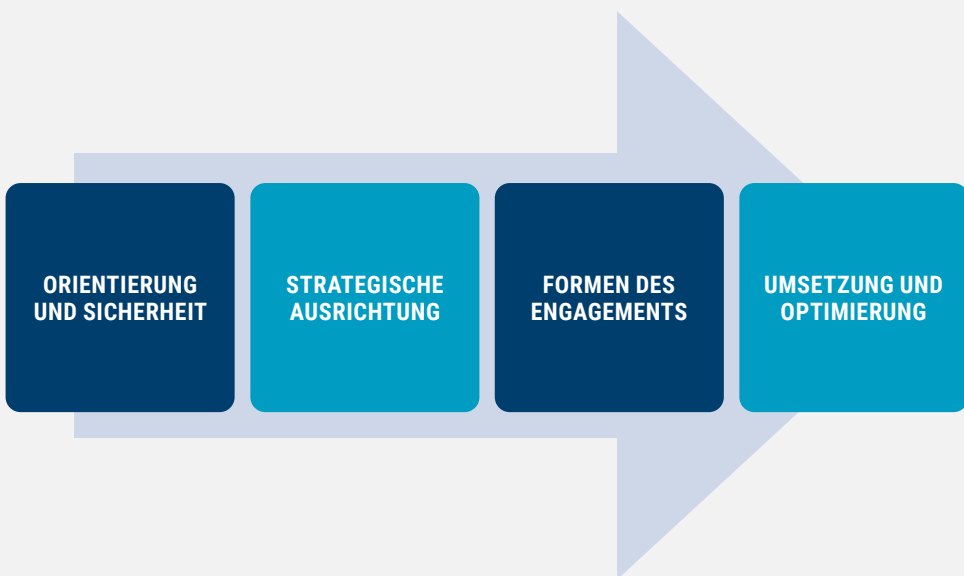 ORIENTIERUNG
UND SICHERHEIT
STRATEGISCHE
AUSRICHTUNG
FORMEN DES
ENGAGEMENTS
UMSETZUNG UND
OPTIMIERUNG